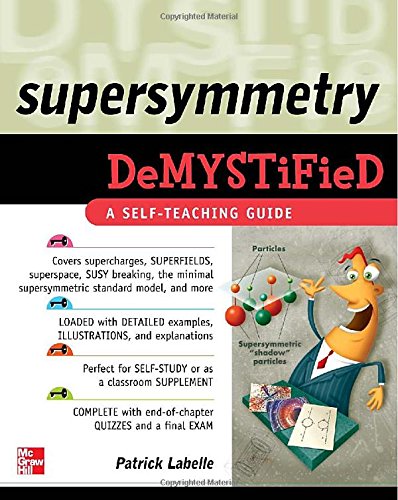 Copyrighted Material
supersymmetry
DeMYSTiFieD
A SELF-TEACHING GUIDE
Covers supercharges, SUPERFIELDS,
superspace, SUSY breaking, the minimal
supersymmetric standard model, and more
LOADED with DETAILED examples,
ILLUSTRATIONS, and explanations
Perfect for SELF-STUDY or as
a classroom SUPPLEMENT
COMPLETE with end-of-chapter
QUIZZES and a final EXAM
Particles
Supersymmetric
"shadow"
particles
Mc
Graw
Hill
Patrick Labelle
Copyrighted Material